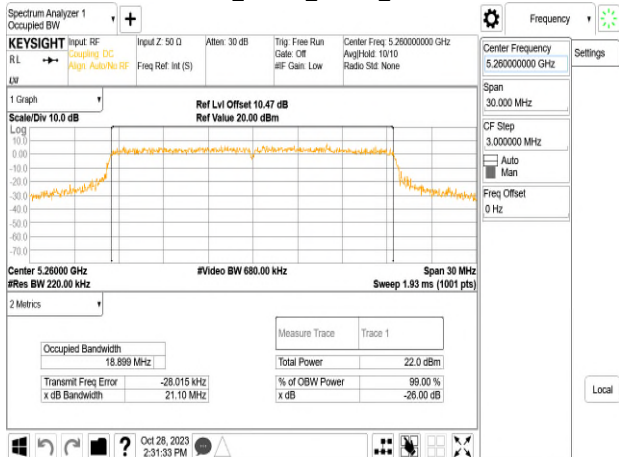 Spectrum Analyzer 1
Occupied BW
KEYSIGHT
RL
LXI
Input: RF
Coupling: DC
Align: Auto/No RF
Input Z: 50 Ω
Freq Ref: Int (S)
Atten: 30 dB
Trig: Free Run
Gate: Off
#IF Gain: Low
Center Freq: 5.260000000 GHz
Avg|Hold: 10/10
Radio Std: None
1 Graph
Scale/Div 10.0 dB
Ref Lvl Offset 10.47 dB
Ref Value 20.00 dBm
Log
10.0
0.00
-10.0
-20.0
-30.0
-40.0
-50.0
-60.0
-70.0
Center 5.26000 GHz
#Res BW 220.00 kHz
#Video BW 680.00 kHz
Span 30 MHz
Sweep 1.93 ms (1001 pts)
2 Metrics
Measure Trace Trace 1
Occupied Bandwidth
18.899 MHz
Total Power 22.0 dBm
Transmit Freq Error -28.015 kHz
% of OBW Power 99.00 %
x dB Bandwidth 21.10 MHz
x dB -26.00 dB
Oct 28, 2023
2:31:33 PM
Frequency
Center Frequency
5.260000000 GHz
Settings
Span
30.000 MHz
CF Step
3.000000 MHz
Auto
Man
Freq Offset
0 Hz
Local